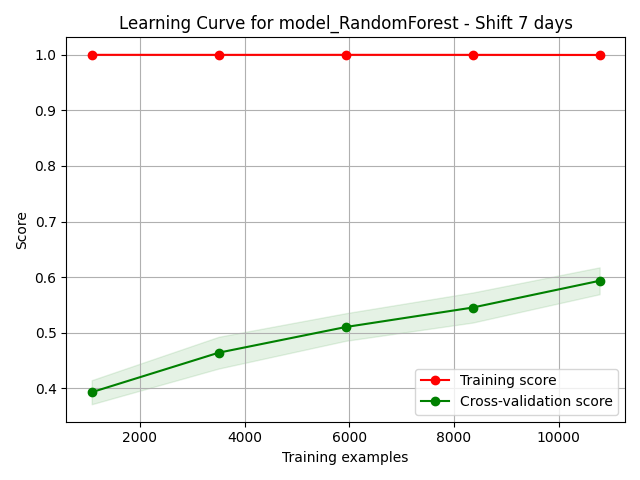 Learning Curve for model_RandomForest - Shift 7 days
1.0
0.9
0.8
0.7
0.6
0.5
0.4
Score
2000 4000 6000 8000 10000
Training examples
Training score
Cross-validation score